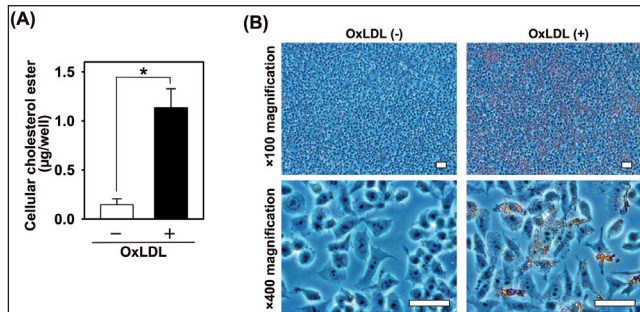 (A)
*
Cellular cholesterol ester
(µg/well)
1.5
1.0
0.5
0.0
− +
OxLDL
(B)
OxLDL (-) OxLDL (+)
×100 magnification
×400 magnification